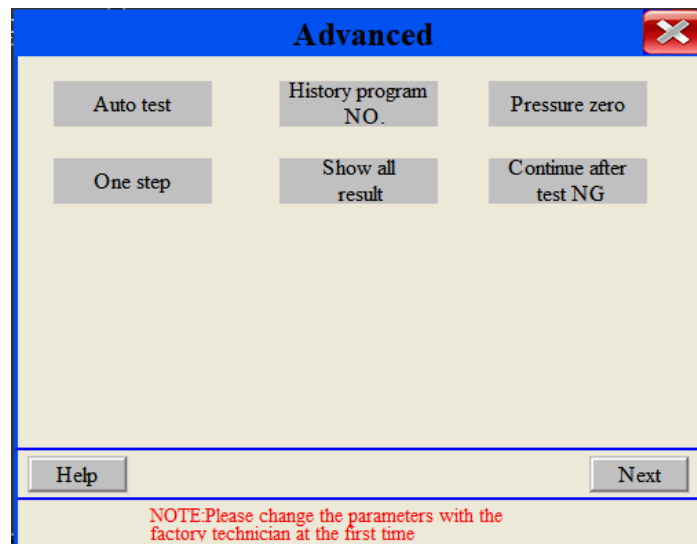 Advanced
Auto test
History program
NO.
Pressure zero
One step
Show all
result
Continue after
test NG
Help
Next
NOTE:Please change the parameters with the
factory technician at the first time